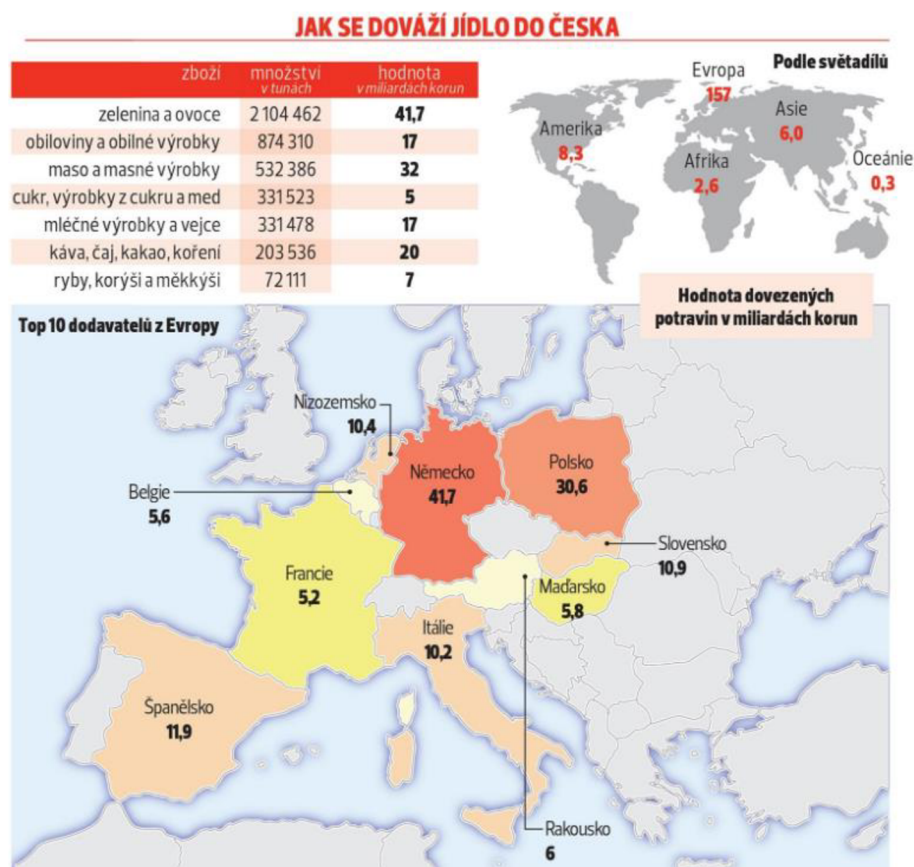 JAK SE DOVÁŽÍ JÍDLO DO ČESKA
zboží množství v tunách hodnota v miliardách korun
zelenina a ovoce 2 104 462 41,7
obiloviny a obilné výrobky 874 310 17
maso a masné výrobky 532 386 32
cukr, výrobky z cukru a med 331 523 5
mléčné výrobky a vejce 331 478 17
káva, čaj, kakao, koření 203 536 20
ryby, korýši a měkkýši 72 111 7
Podle světadílů
Evropa
157
Asie
6,0
Amerika
8,3
Afrika
2,6
Oceánie
0,3
Hodnota dovezených
potravin v miliardách korun
Top 10 dodavatelů z Evropy
Nizozemsko
10,4
Německo
41,7
Polsko
30,6
Belgie
5,6
Slovensko
10,9
Francie
5,2
Maďarsko
5,8
Itálie
10,2
Španělsko
11,9
Rakousko
6